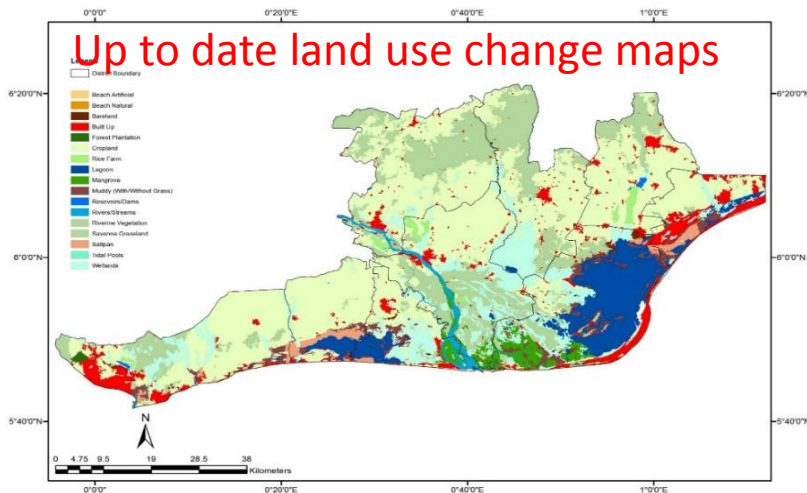 0°0'0" 0°20'0"E 0°40'0"E 1°0'0"E
Up to date land use change maps
Legend
District Boundary
6°20'0"N 6°20'0"N
Beach Artificial
Beach Natural
Bareland
Built Up
Forest Plantation
Cropland
Rice Farm
Lagoon
Mangrove
Muddy (With/Without Grass)
Resevoirs/Dams
Rivers/Streams
Riverine Vegetation
Savanna Grassland
Saltpan
Tidal Pools
Wetlands
6°0'0"N 6°0'0"N
5°40'0"N 5°40'0"N
N
0 4.75 9.5 19 28.5 38
Kilometers
0°0'0" 0°20'0"E 0°40'0"E 1°0'0"E